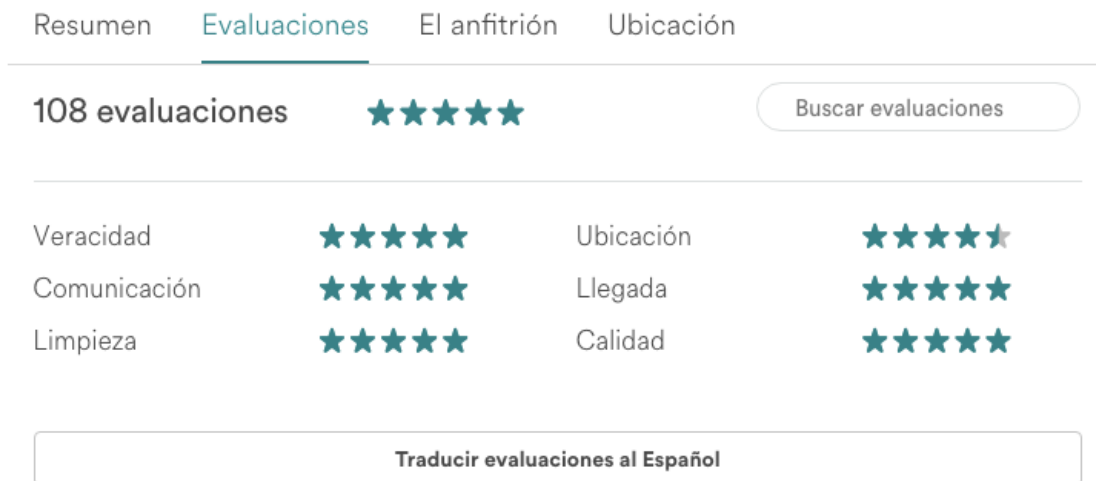 Resumen Evaluaciones El anfitrión Ubicación
108 evaluaciones Buscar evaluaciones
Veracidad Ubicación
Comunicación Llegada
Limpieza Calidad
Traducir evaluaciones al Español